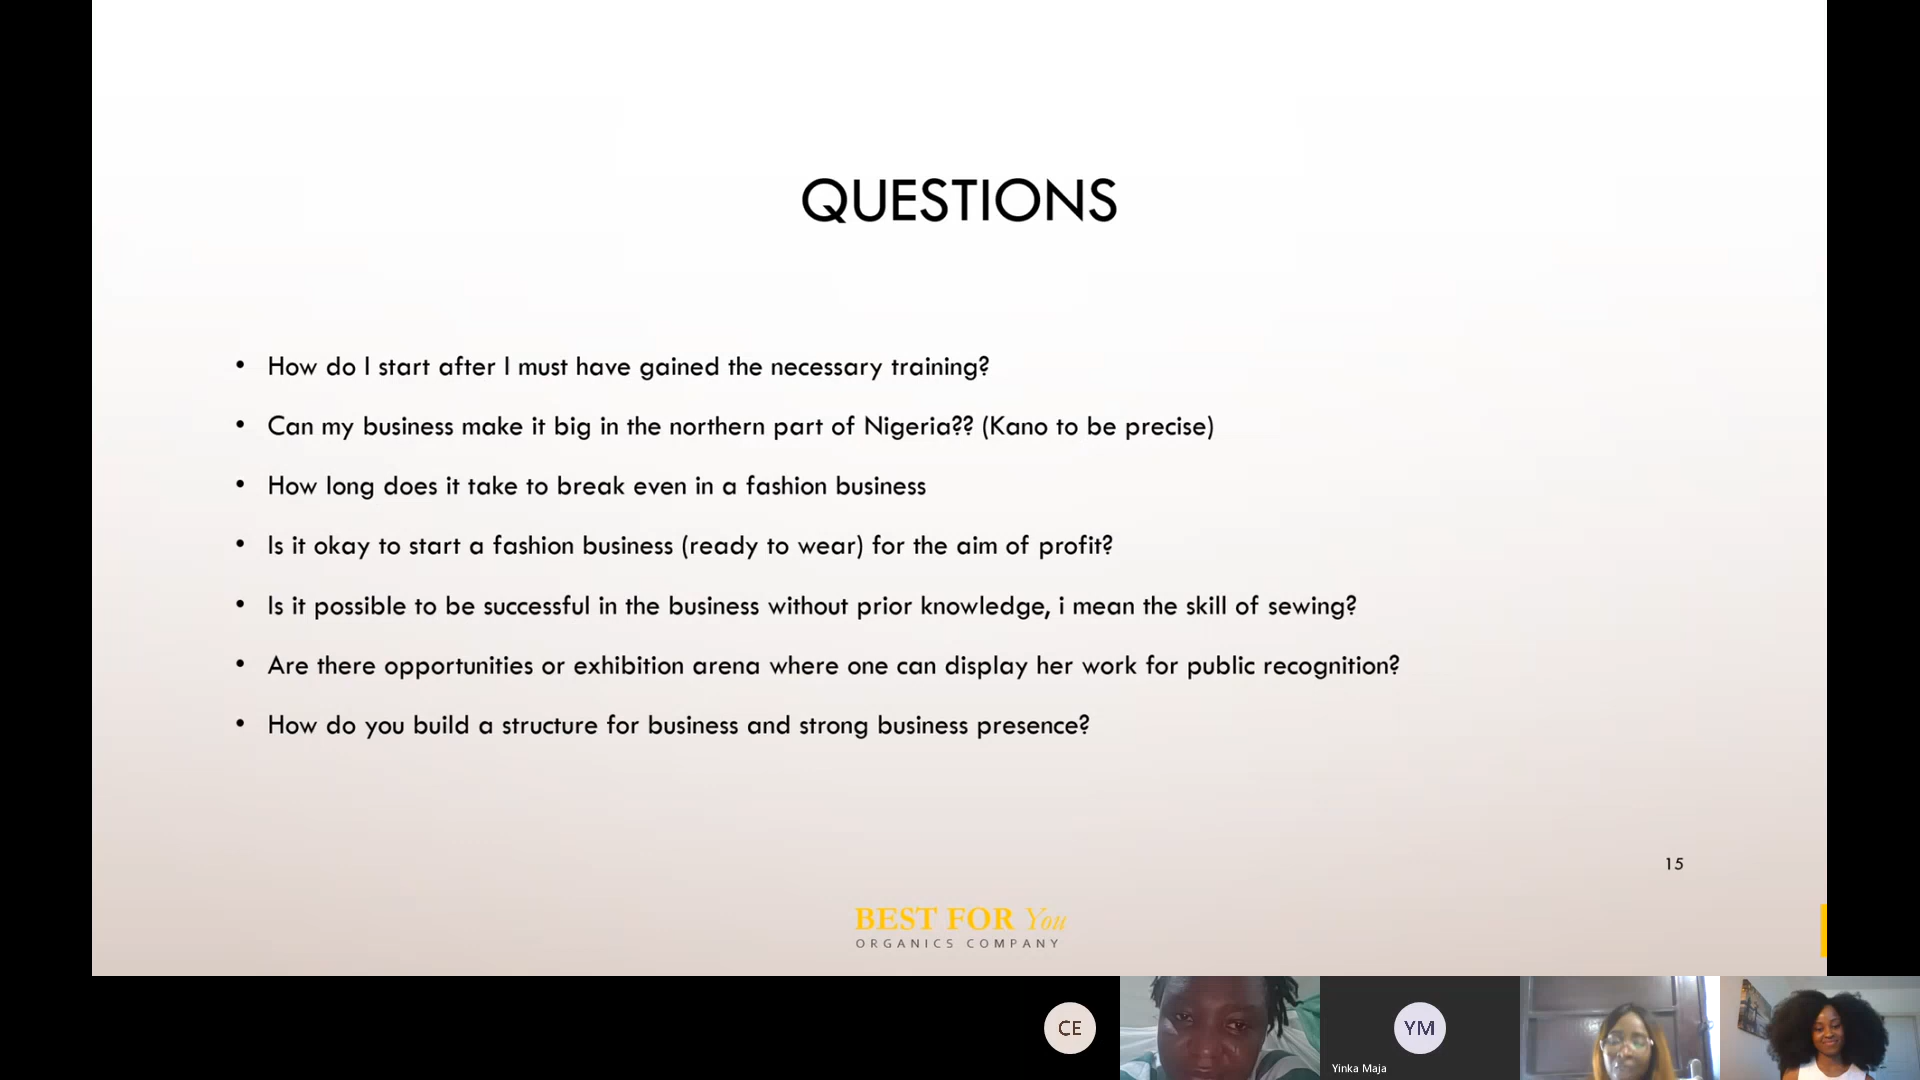 QUESTIONS
• How do I start after I must have gained the necessary training?
• Can my business make it big in the northern part of Nigeria?? (Kano to be precise)
• How long does it take to break even in a fashion business
• Is it okay to start a fashion business (ready to wear) for the aim of profit?
• Is it possible to be successful in the business without prior knowledge, i mean the skill of sewing?
• Are there opportunities or exhibition arena where one can display her work for public recognition?
• How do you build a structure for business and strong business presence?
15
BEST FOR You
ORGANICS COMPANY
CE
YM
Yinka Maja